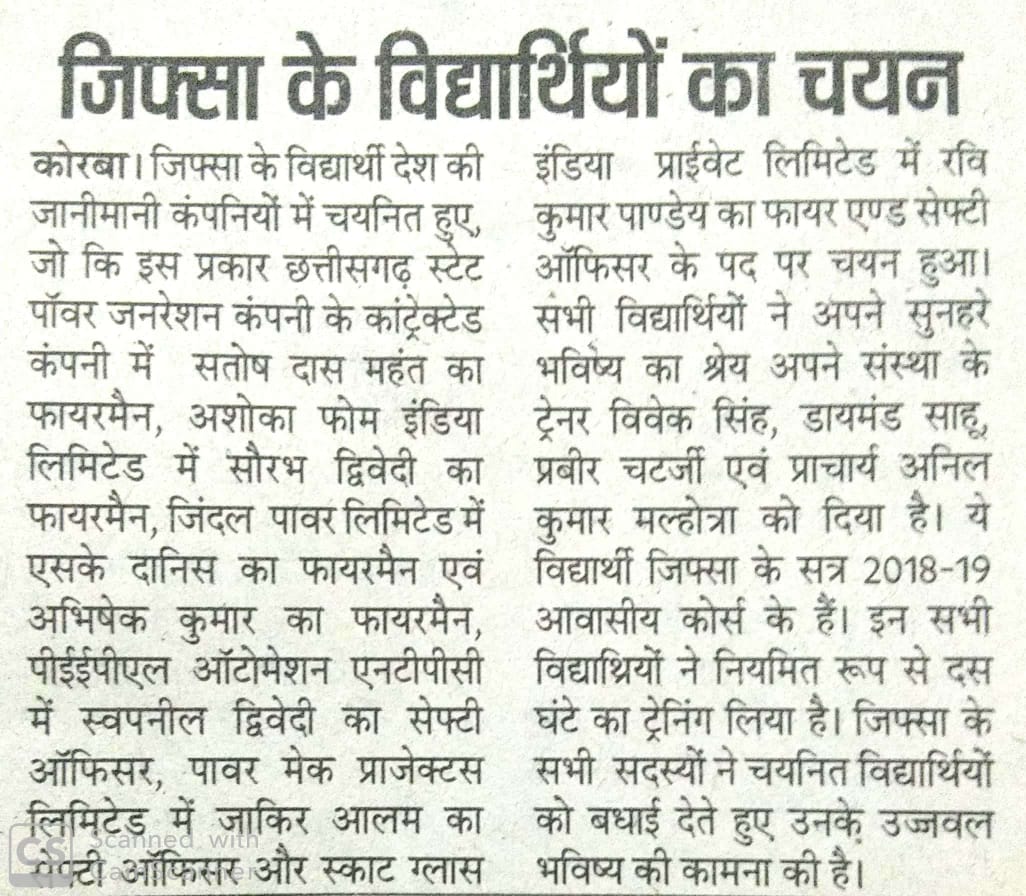 जिफ्सा के विद्यार्थियों का चयन
कोरबा। जिफ्सा के विद्यार्थी देश की
जानीमानी कंपनियों में चयनित हुए,
जो कि इस प्रकार छत्तीसगढ़ स्टेट
पॉवर जनरेशन कंपनी के कांट्रेक्टेड
कंपनी में सतोष दास महंत का
फायरमैन, अशोका फोम इंडिया
लिमिटेड में सौरभ द्विवेदी का
फायरमैन, जिंदल पावर लिमिटेड में
एसके दानिस का फायरमैन एवं
अभिषेक कुमार का फायरमैन,
पीईईपीएल ऑटोमेशन एनटीपीसी
में स्वपनील द्विवेदी का सेफ्टी
ऑफिसर, पावर मेक प्राजेक्टस
लिमिटेड में जाकिर आलम का
सेफ्टी ऑफिसर और स्काट ग्लास
इंडिया प्राईवेट लिमिटेड में रवि
कुमार पाण्डेय का फायर एण्ड सेफ्टी
ऑफिसर के पद पर चयन हुआ।
सभी विद्यार्थियों ने अपने सुनहरे
भविष्य का श्रेय अपने संस्था के
ट्रेनर विवेक सिंह, डायमंड साहू,
प्रबीर चटर्जी एवं प्राचार्य अनिल
कुमार मल्होत्रा को दिया है। ये
विद्यार्थी जिफ्सा के सत्र 2018-19
आवासीय कोर्स के हैं। इन सभी
विद्याथ्रियों ने नियमित रूप से दस
घंटे का ट्रेनिंग लिया है। जिफ्सा के
सभी सदस्यों ने चयनित विद्यार्थियों
को बधाई देते हुए उनके उज्जवल
भविष्य की कामना की है।
CS
Scanned with
CamScanner